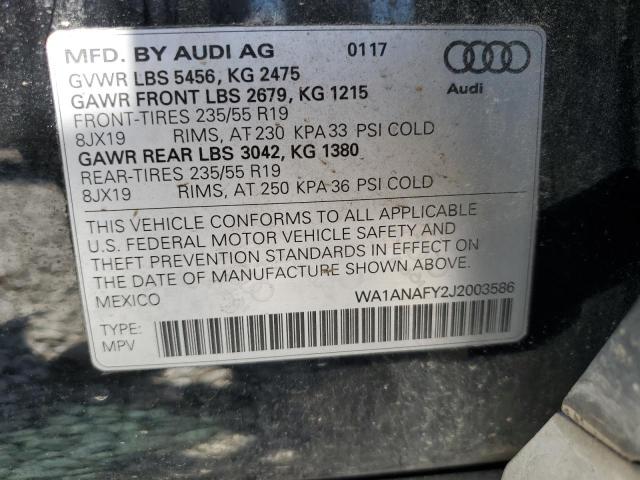 MFD. BY AUDI AG 0117
GVWR LBS 5456, KG 2475
GAWR FRONT LBS 2679, KG 1215
FRONT-TIRES 235/55 R19
8JX19 RIMS, AT 230 KPA 33 PSI COLD
GAWR REAR LBS 3042, KG 1380
REAR-TIRES 235/55 R19
8JX19 RIMS, AT 250 KPA 36 PSI COLD
Audi
THIS VEHICLE CONFORMS TO ALL APPLICABLE
U.S. FEDERAL MOTOR VEHICLE SAFETY AND
THEFT PREVENTION STANDARDS IN EFFECT ON
THE DATE OF MANUFACTURE SHOWN ABOVE.
MEXICO WA1ANAFY2J2003586
TYPE:
MPV